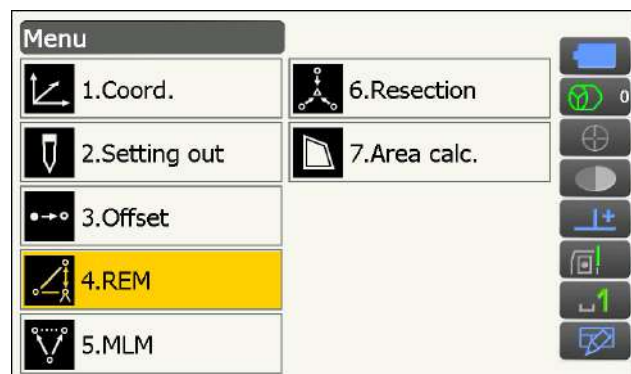 Menu
1.Coord.
2.Setting out
3.Offset
4.REM
5.MLM
6.Resection
7.Area calc.
0
1